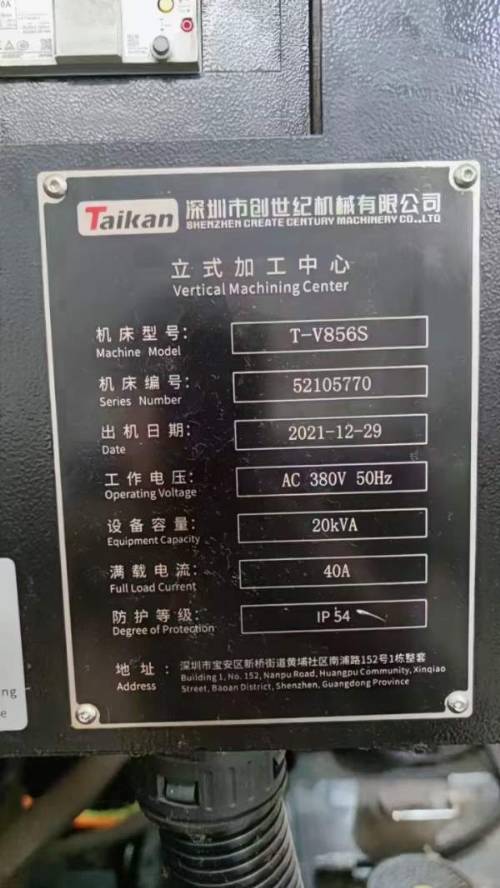 Taikan
深圳市创世纪机械有限公司
SHENZHEN CREATE CENTURY MACHINERY CO.,LTD
立式加工中心
Vertical Machining Center
机床型号: T-V856S
Machine Model
机床编号: 52105770
Series Number
出机日期: 2021-12-29
Date
工作电压: AC 380V 50Hz
Operating Voltage
设备容量: 20kVA
Equipment Capacity
满载电流: 40A
Full Load Current
防护等级: IP 54
Degree of Protection
地址: 深圳市宝安区新桥街道黄埔社区南浦路152号1栋整套
Address Building 1, No. 152, Nanpu Road, Huangpu Community, Xinqiao
Street, Baoan District, Shenzhen, Guangdong Province